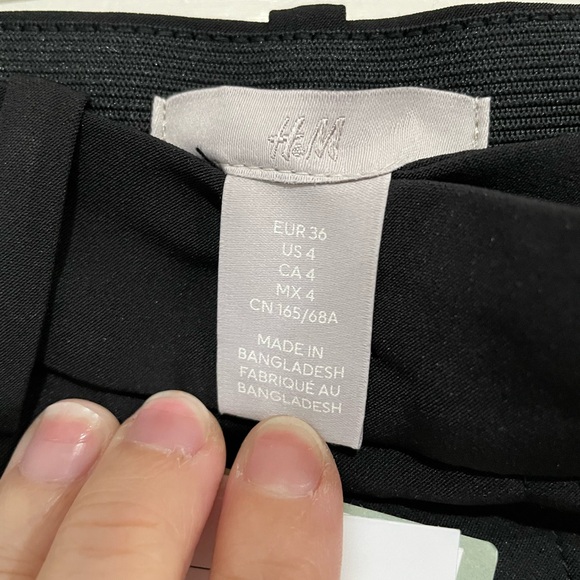 H&M
EUR 36
US 4
CA 4
MX 4
CN 165/68A
MADE IN
BANGLADESH
FABRIQUÉ AU
BANGLADESH